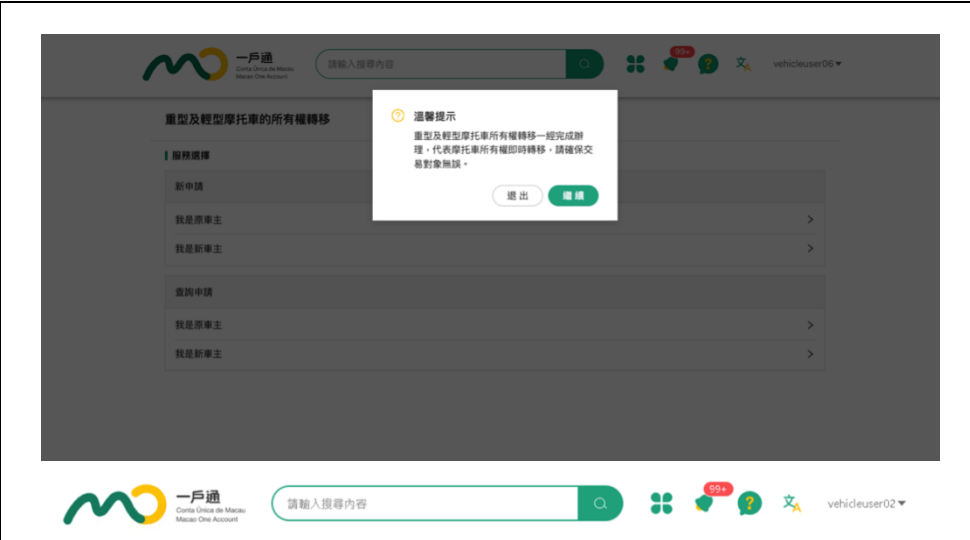 一戶通
Conta Única de Macau
Macao One Account
請輸入搜尋內容
99+
?
文A
vehicleuser06
重型及輕型摩托車的所有權轉移
服務選擇
新申請
我是原車主
我是新車主
查詢申請
我是原車主
我是新車主
? 溫馨提示
重型及輕型摩托車所有權轉移一經完成辦
理，代表摩托車所有權即時轉移，請確保交
易對象無誤。
退出
繼續
一戶通
Conta Única de Macau
Macao One Account
請輸入搜尋內容
99+
?
文A
vehicleuser02